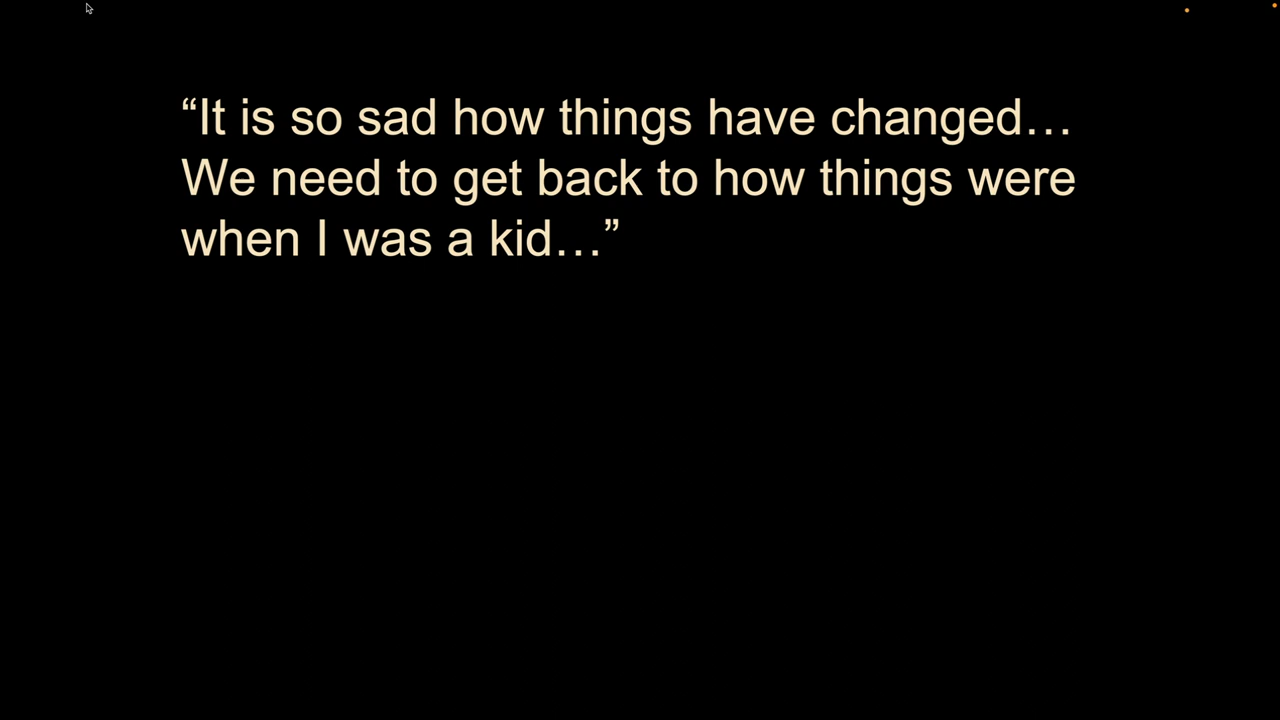 “It is so sad how things have changed…
We need to get back to how things were
when I was a kid…”